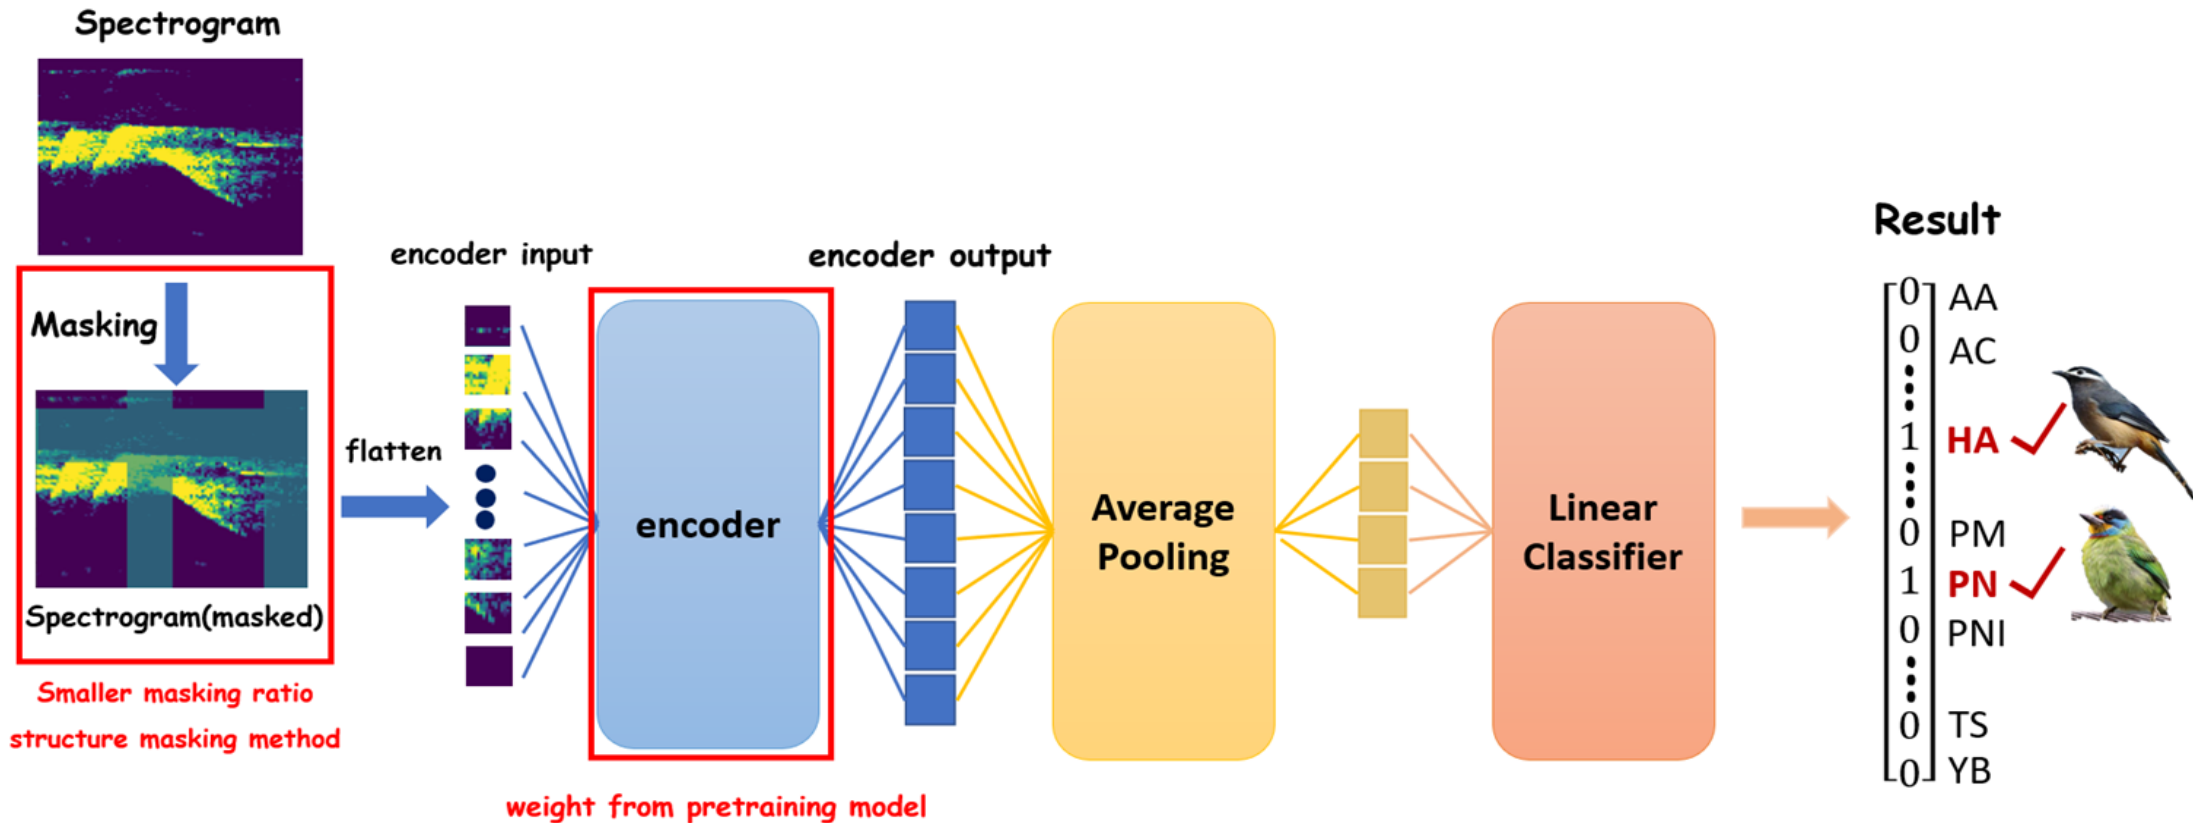 Spectrogram
Masking
Spectrogram(masked)
Smaller masking ratio
structure masking method
flatten
encoder input
encoder
weight from pretraining model
encoder output
Average
Pooling
Linear
Classifier
Result
0 AA
0 AC
1 HA
0 PM
1 PN
0 PNI
0 TS
0 YB